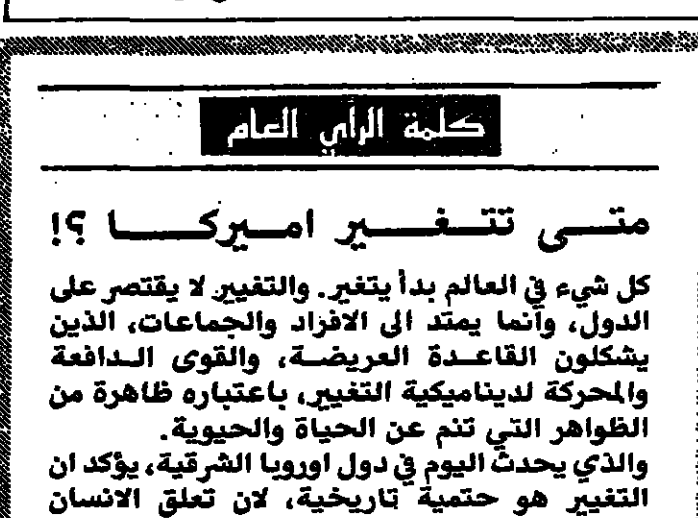 كلمة الرأي العام
متى تتغير اميركا ؟!
كل شيء في العالم بدأ يتغير. والتغيير لا يقتصر على
الدول، وانما يمتد الى الافراد والجماعات، الذين
يشكلون القاعدة العريضة، والقوى الدافعة
والمحركة لديناميكية التغيير، باعتباره ظاهرة من
الظواهر التي تنم عن الحياة والحيوية.
والذي يحدث اليوم في دول اوروبا الشرقية، يؤكد ان
التغيير هو حتمية تاريخية، لان تعلق الانسان